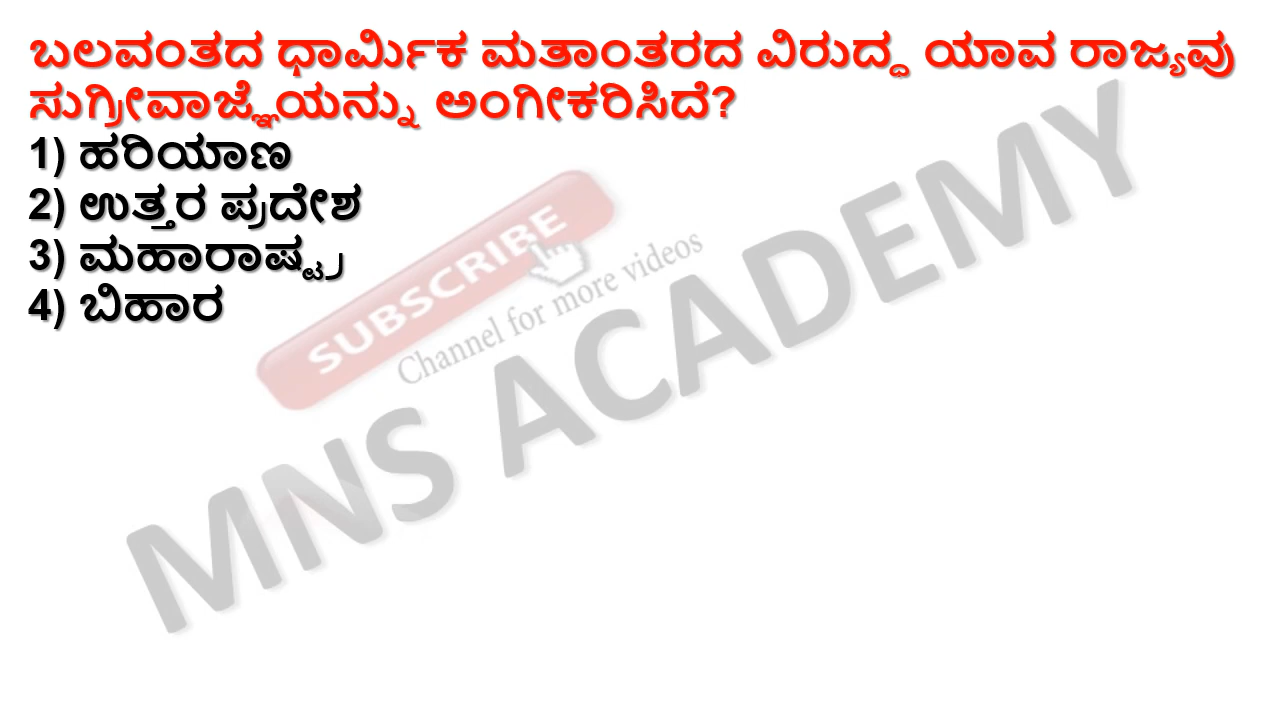 ಬಲವಂತದ ಧಾರ್ಮಿಕ ಮತಾಂತರದ ವಿರುದ್ಧ ಯಾವ ರಾಜ್ಯವು
ಸುಗ್ರೀವಾಜ್ಞೆಯನ್ನು ಅಂಗೀಕರಿಸಿದೆ?
1) ಹರಿಯಾಣ
2) ಉತ್ತರ ಪ್ರದೇಶ
3) ಮಹಾರಾಷ್ಟ್ರ
4) ಬಿಹಾರ
SUBSCRIBE
Channel for more videos
MNS ACADEMY